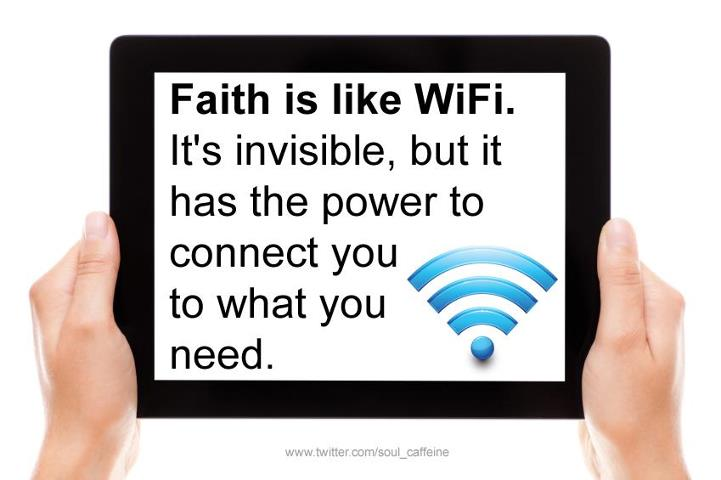 Faith is like WiFi.
It's invisible, but it
has the power to
connect you
to what you
need.
www.twitter.com/soul_caffeine